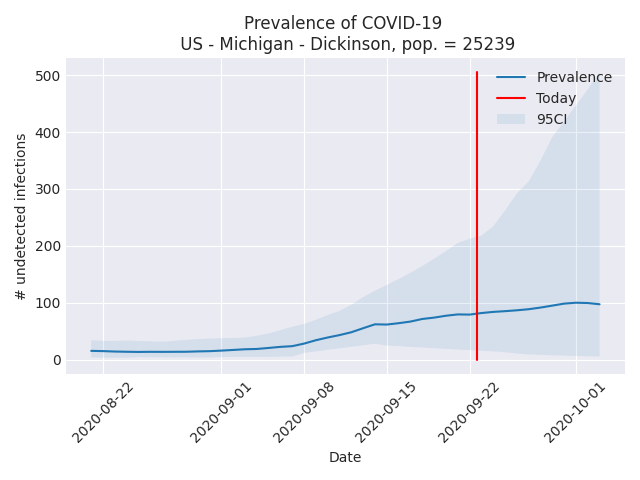 Prevalence of COVID-19
US - Michigan - Dickinson, pop. = 25239
Prevalence
Today
95CI
# undetected infections
500
400
300
200
100
0
2020-08-22
2020-09-01
2020-09-08
2020-09-15
2020-09-22
2020-10-01
Date